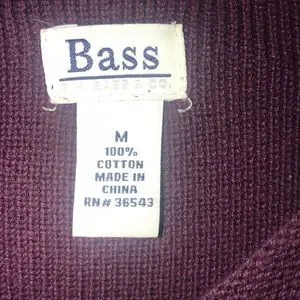 Bass
M
100%
COTTON
MADE IN
CHINA
RN# 36543